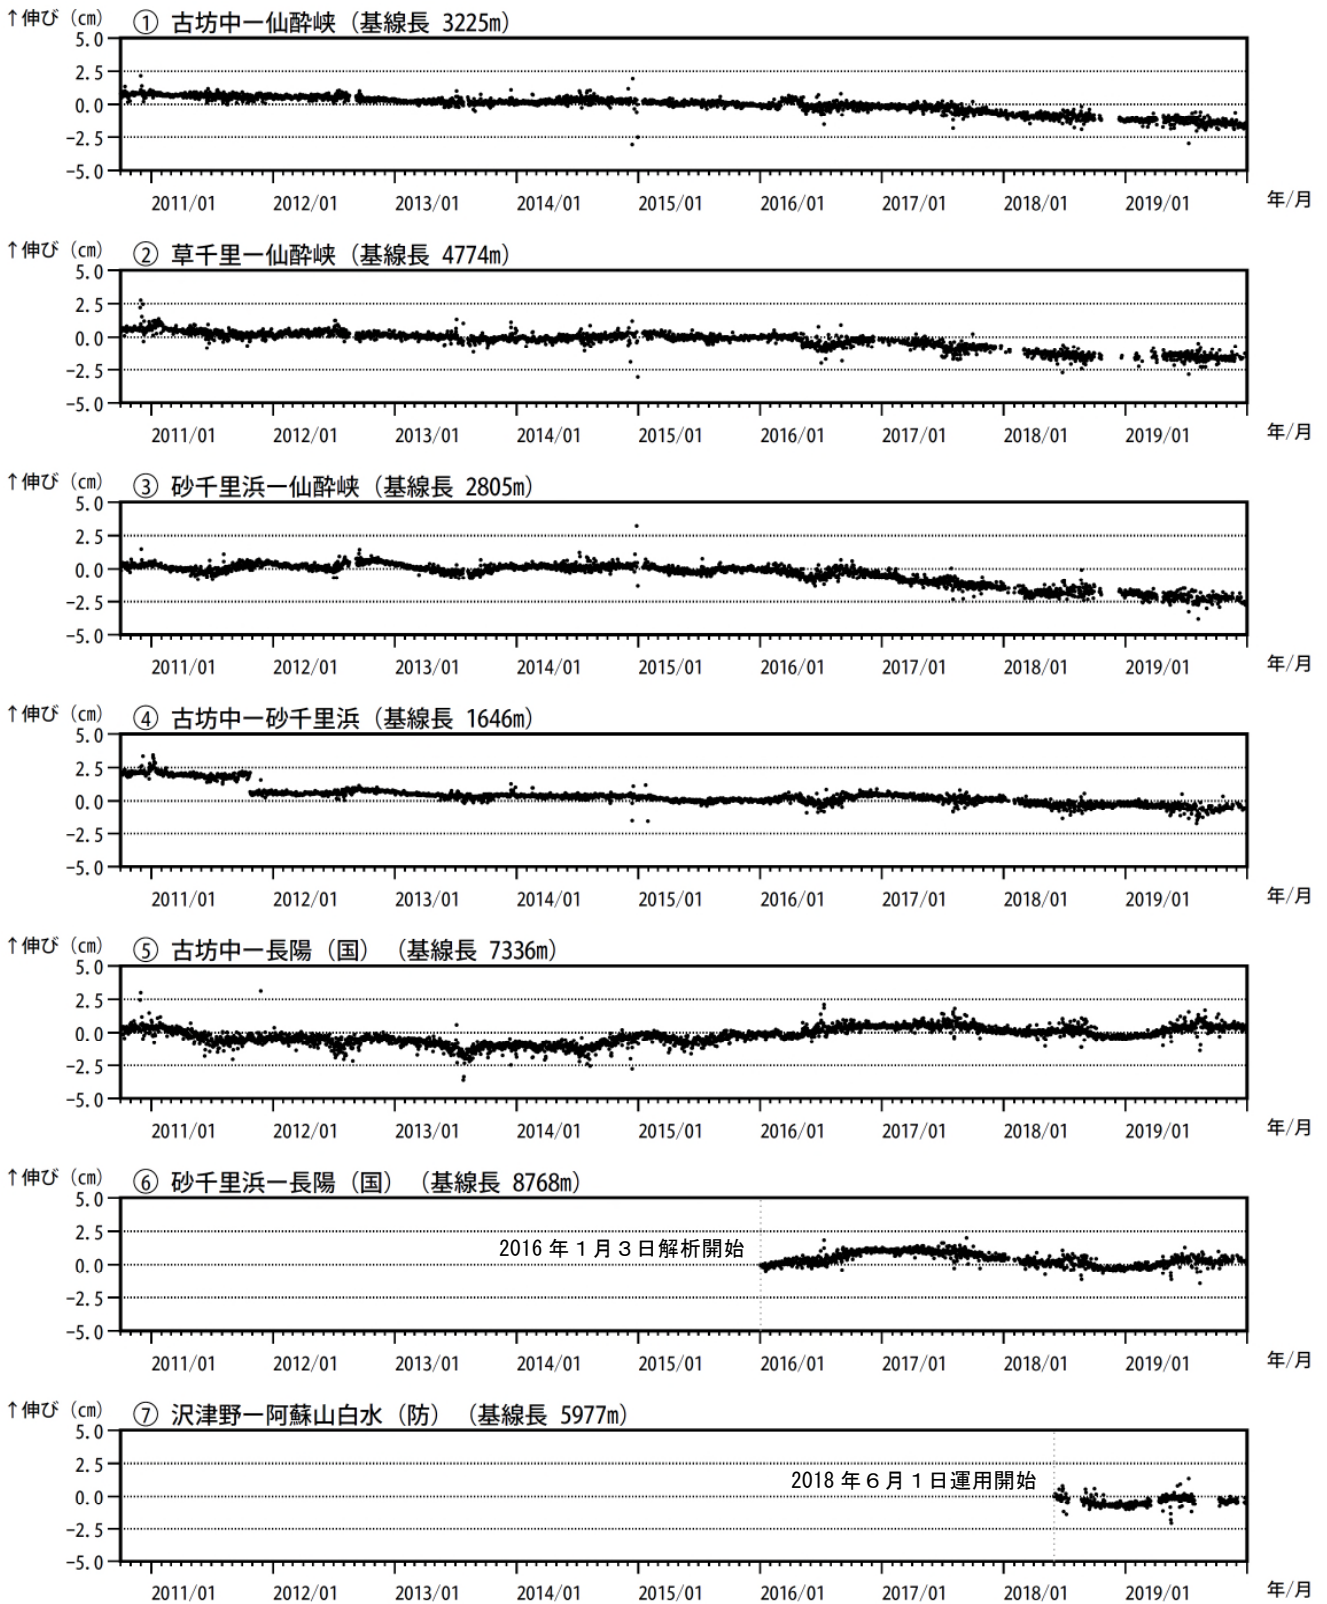 ↑伸び（cm） ① 古坊中ー仙酔峡（基線長 3225m）
5.0
2.5
0.0
−2.5
−5.0
2011/01 2012/01 2013/01 2014/01 2015/01 2016/01 2017/01 2018/01 2019/01 年/月
↑伸び（cm） ② 草千里ー仙酔峡（基線長 4774m）
5.0
2.5
0.0
−2.5
−5.0
2011/01 2012/01 2013/01 2014/01 2015/01 2016/01 2017/01 2018/01 2019/01 年/月
↑伸び（cm） ③ 砂千里浜ー仙酔峡（基線長 2805m）
5.0
2.5
0.0
−2.5
−5.0
2011/01 2012/01 2013/01 2014/01 2015/01 2016/01 2017/01 2018/01 2019/01 年/月
↑伸び（cm） ④ 古坊中ー砂千里浜（基線長 1646m）
5.0
2.5
0.0
−2.5
−5.0
2011/01 2012/01 2013/01 2014/01 2015/01 2016/01 2017/01 2018/01 2019/01 年/月
↑伸び（cm） ⑤ 古坊中ー長陽（国）（基線長 7336m）
5.0
2.5
0.0
−2.5
−5.0
2011/01 2012/01 2013/01 2014/01 2015/01 2016/01 2017/01 2018/01 2019/01 年/月
↑伸び（cm） ⑥ 砂千里浜ー長陽（国）（基線長 8768m）
5.0
2.5
2016年１月３日解析開始
0.0
−2.5
−5.0
2011/01 2012/01 2013/01 2014/01 2015/01 2016/01 2017/01 2018/01 2019/01 年/月
↑伸び（cm） ⑦ 沢津野ー阿蘇山白水（防）（基線長 5977m）
5.0
2.5
2018年６月１日運用開始
0.0
−2.5
−5.0
2011/01 2012/01 2013/01 2014/01 2015/01 2016/01 2017/01 2018/01 2019/01 年/月